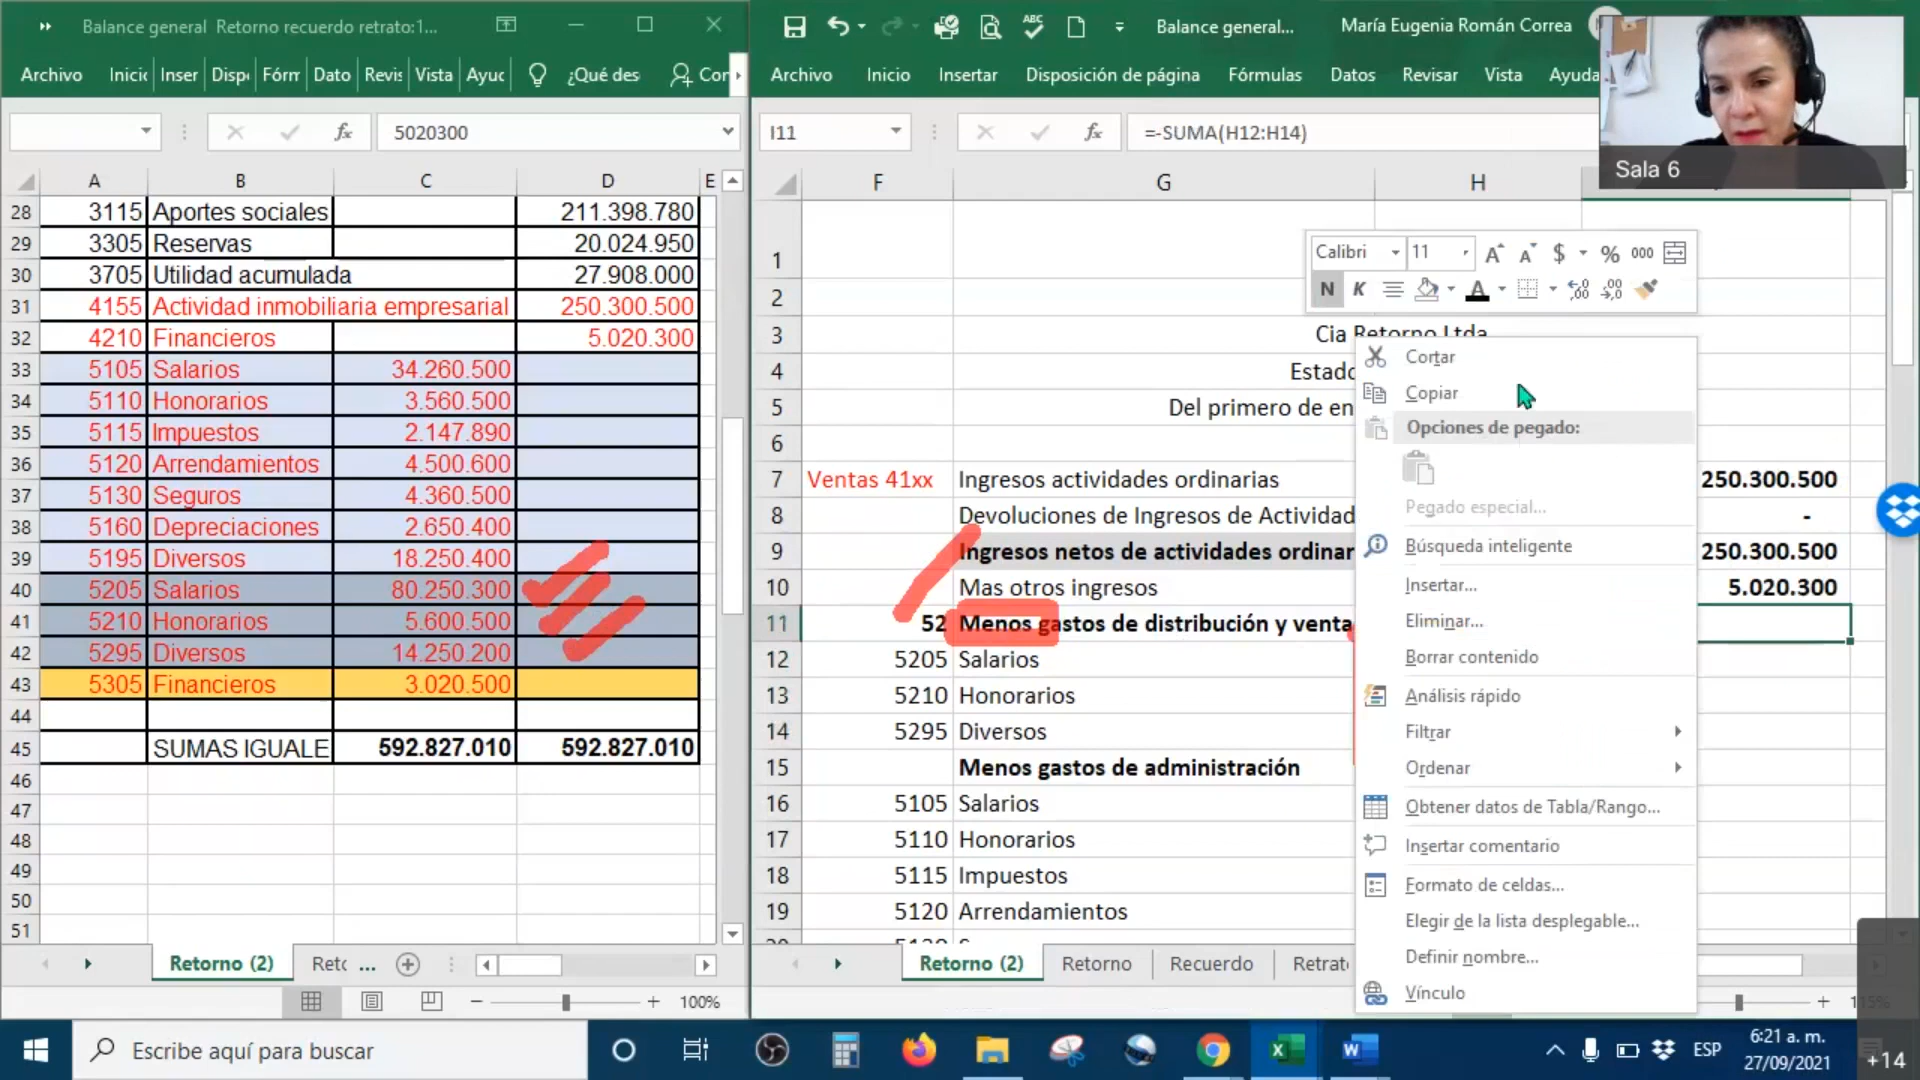 Balance general Retorno recuerdo retrato:1...
Archivo Inser Vista ¿Qué des
5020300
A B C D E
28 3115 Aportes sociales 211.398.780
29 3305 Reservas 20.024.950
30 3705 Utilidad acumulada 27.908.000
31 4155 Actividad inmobiliaria empresarial 250.300.500
32 4210 Financieros 5.020.300
33 5105 Salarios 34.260.500
34 5110 Honorarios 3.560.500
35 5115 Impuestos 2.147.890
36 5120 Arrendamientos 4.500.600
37 5130 Seguros 4.360.500
38 5160 Depreciaciones 2.650.400
39 5195 Diversos 18.250.400
40 5205 Salarios 80.250.300
41 5210 Honorarios 5.600.500
42 5295 Diversos 14.250.200
43 5305 Financieros 3.020.500
44
45 SUMAS IGUALE 592.827.010 592.827.010
46
47
48
49
50
51
Retorno (2) Retc ...
100%
Balance general... María Eugenia Román Correa
Archivo Inicio Insertar Disposición de página Fórmulas Datos Revisar Vista Ayuda
I11 =-SUMA(H12:H14)
Sala 6
F G H
1
2
3 Cia Retorno Ltda
4 Estado
5 Del primero de en
6
7 Ventas 41xx Ingresos actividades ordinarias 250.300.500
8 Devoluciones de Ingresos de Actividad -
9 Ingresos netos de actividades ordinar 250.300.500
10 Mas otros ingresos 5.020.300
11 52 Menos gastos de distribución y venta
12 5205 Salarios
13 5210 Honorarios
14 5295 Diversos
15 Menos gastos de administración
16 5105 Salarios
17 5110 Honorarios
18 5115 Impuestos
19 5120 Arrendamientos
Calibri 11 A A $ % 000
N K A
Cortar
Copiar
Opciones de pegado:
Pegado especial...
Búsqueda inteligente
Insertar...
Eliminar...
Borrar contenido
Análisis rápido
Filtrar
Ordenar
Obtener datos de Tabla/Rango...
Insertar comentario
Formato de celdas...
Elegir de la lista desplegable...
Definir nombre...
Vínculo
Retorno (2) Retorno Recuerdo Retrat
Escribe aquí para buscar
ESP
6:21 a. m.
27/09/2021
+14